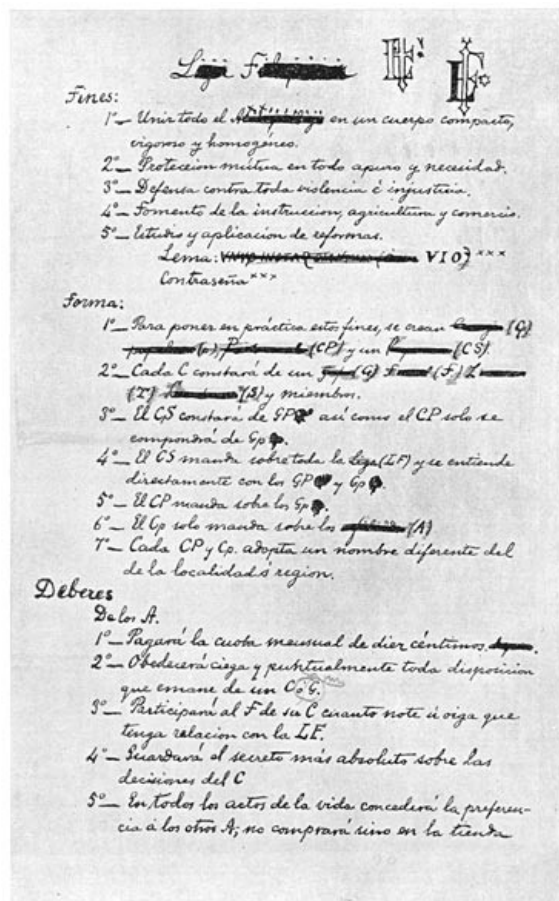 Liga
Fines:
1º— Unir todo el en un cuerpo compacto,
vigoroso y homogéneo.
2º— Proteccion mutua en todo apuro y necesidad.
3º— Defensa contra toda violencia é injusticia.
4º— Fomento de la instruccion, agricultura y comercio.
5º— Estudio y aplicacion de reformas.
Lema: VIO} xxx
Contraseña xxx
Forma:
1º— Para poner en práctica estos fines, se crean (C)
(p), (CP) y un (CS).
2º— Cada C constará de un (G) (F)
(T) (S) y miembros.
3º— El CS constará de GP así como el CP solo se
compondrá de Gp
4º— El CS manda sobre toda la Liga (LF) y se entiende
directamente con los GP y Gp
5º— El CP manda sobre los Gp
6º— El Cp solo manda sobre los (A)
7º— Cada CP y Cp. adopta un nombre diferente del
de la localidad ó region.
Deberes
De los A.
1º— Pagará la cuota mensual de diez céntimos.
2º— Obedecerá ciega y puntualmente toda disposicion
que emane de un C ó G.
3º— Participará al F de su C cuanto note ú oiga que
tenga relacion con la LF.
4º— Guardará el secreto más absoluto sobre las
decisiones del C
5º— En todos los actos de la vida concederá la preferen-
cia á los otros A; no comprará sino en la tienda